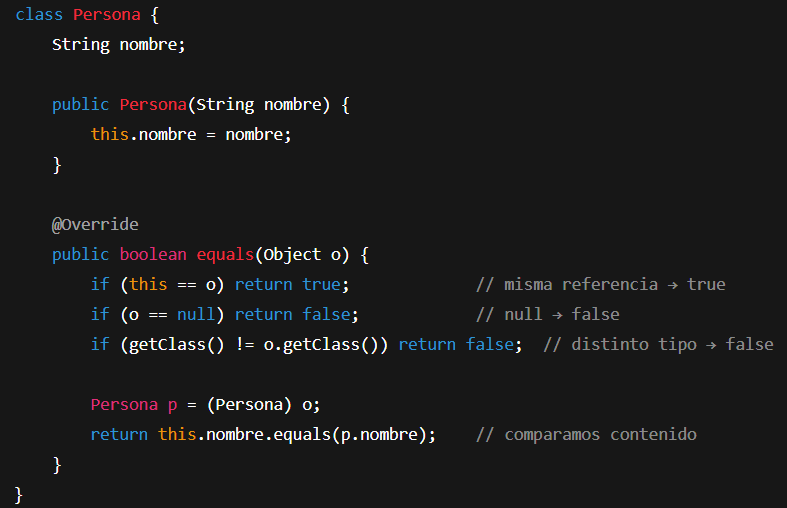 class Persona {
    String nombre;

    public Persona(String nombre) {
        this.nombre = nombre;
    }

    @Override
    public boolean equals(Object o) {
        if (this == o) return true;             // misma referencia → true
        if (o == null) return false;            // null → false
        if (getClass() != o.getClass()) return false;  // distinto tipo → false

        Persona p = (Persona) o;
        return this.nombre.equals(p.nombre);    // comparamos contenido
    }
}